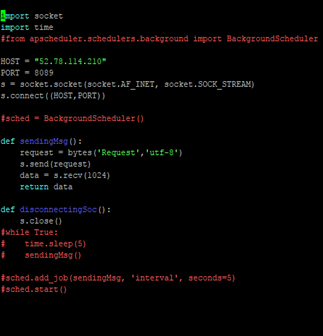 import socket
import time
#from apscheduler.schedulers.background import BackgroundScheduler

HOST = "52.78.114.210"
PORT = 8089
s = socket.socket(socket.AF_INET, socket.SOCK_STREAM)
s.connect((HOST,PORT))

#sched = BackgroundScheduler()

def sendingMsg():
    request = bytes('Request','utf-8')
    s.send(request)
    data = s.recv(1024)
    return data

def disconnectingSoc():
    s.close()
#while True:
#    time.sleep(5)
#    sendingMsg()

#sched.add_job(sendingMsg, 'interval', seconds=5)
#sched.start()